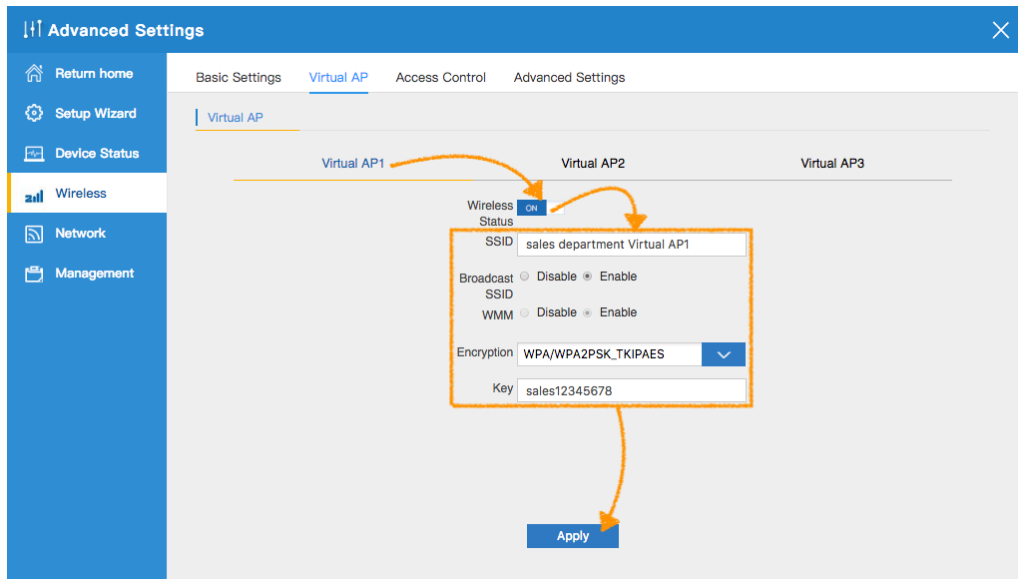 Advanced Settings
Return home
Setup Wizard
Device Status
Wireless
Network
Management
Basic Settings Virtual AP Access Control Advanced Settings
Virtual AP
Virtual AP1 Virtual AP2 Virtual AP3
Wireless Status ON
SSID sales department Virtual AP1
Broadcast SSID Disable Enable
WMM Disable Enable
Encryption WPA/WPA2PSK_TKIPAES
Key sales12345678
Apply